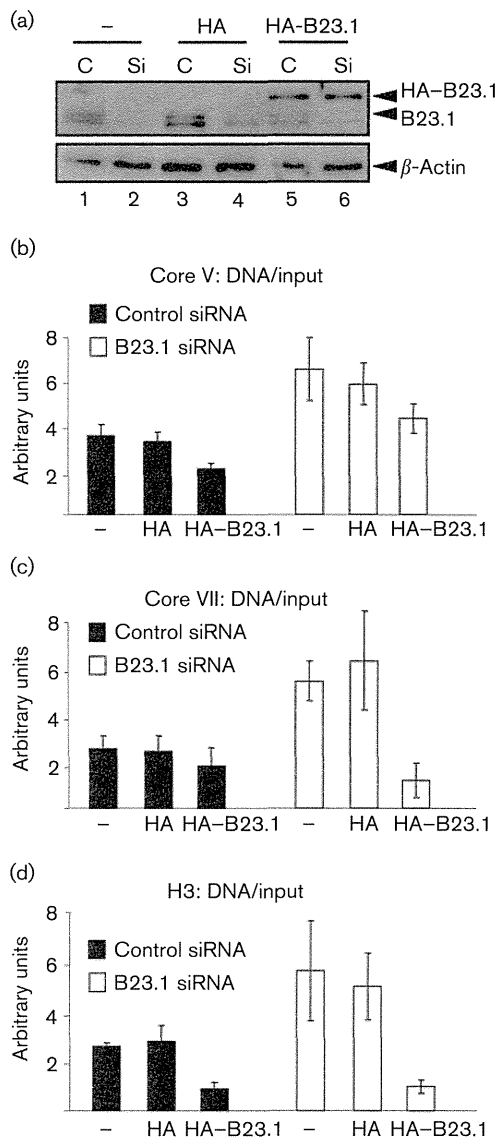 (a)
– HA HA-B23.1
C Si C Si C Si
HA–B23.1
B23.1
β-Actin
1 2 3 4 5 6
(b)
Core V: DNA/input
Control siRNA
B23.1 siRNA
Arbitrary units
8
6
4
2
– HA HA–B23.1 – HA HA–B23.1
(c)
Core VII: DNA/input
Control siRNA
B23.1 siRNA
Arbitrary units
8
6
4
2
– HA HA–B23.1 – HA HA–B23.1
(d)
H3: DNA/input
Control siRNA
B23.1 siRNA
Arbitrary units
8
6
4
2
– HA HA–B23.1 – HA HA–B23.1